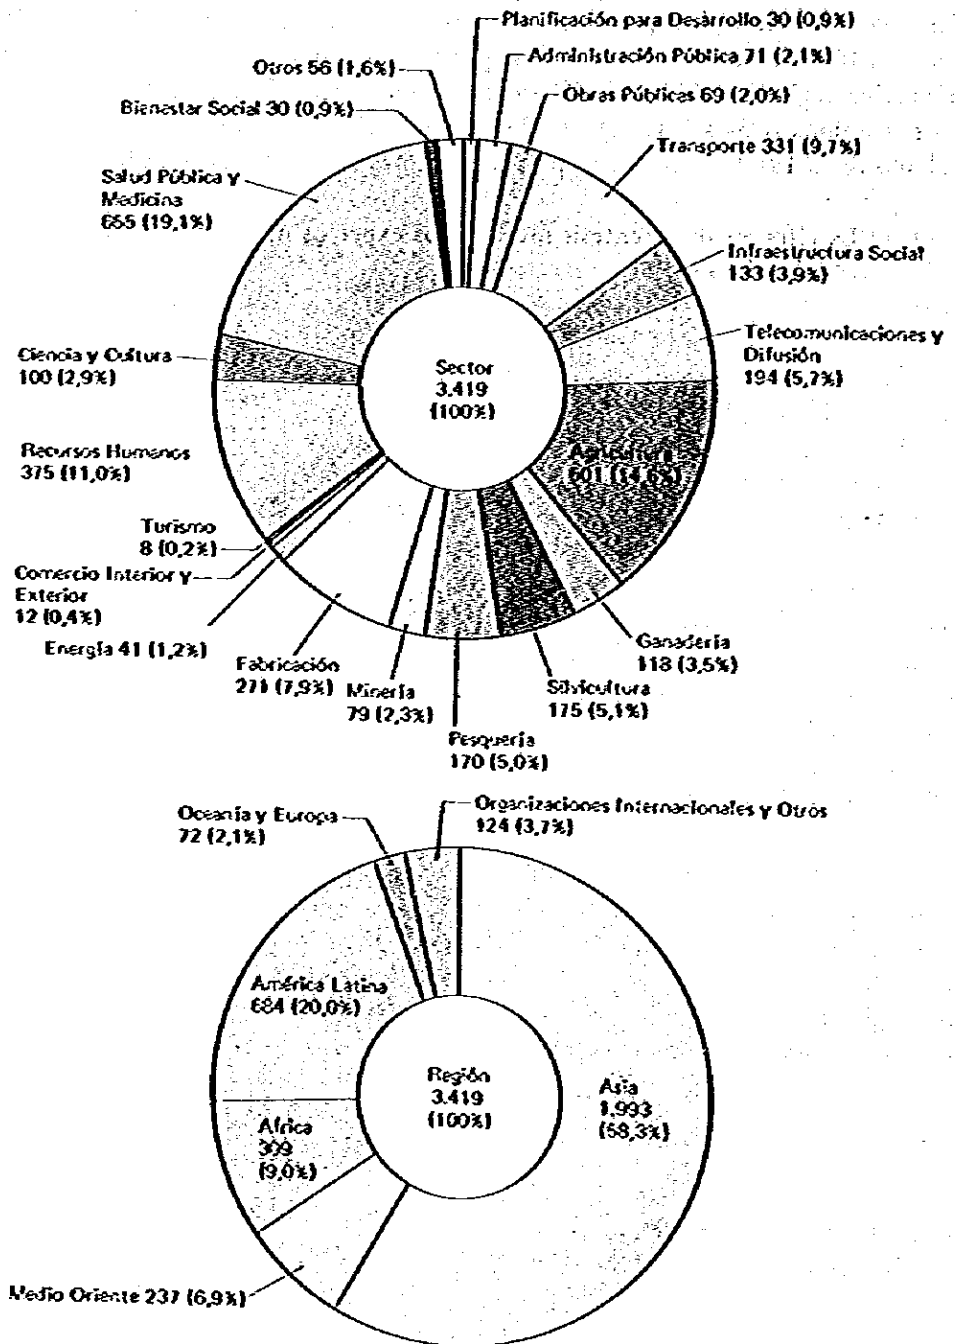 Planificación para Desarrollo 30 (0,9%)
Administración Pública 71 (2,1%)
Otros 56 (1,6%)
Obras Públicas 69 (2,0%)
Bienestar Social 30 (0,9%)
Transporte 331 (9,7%)
Salud Pública y
Medicina
655 (19,1%)
Infraestructura Social
133 (3,9%)
Telecomunicaciones y
Difusión
194 (5,7%)
Ciencia y Cultura
100 (2,9%)
Sector
3.419
(100%)
Agricultura
501 (14,6%)
Recursos Humanos
375 (11,0%)
Turismo
8 (0,2%)
Comercio Interior y
Exterior
12 (0,4%)
Energía 41 (1,2%)
Fabricación
271 (7,9%)
Minería
79 (2,3%)
Pesquería
170 (5,0%)
Silvicultura
175 (5,1%)
Ganadería
118 (3,5%)
Oceanía y Europa
72 (2,1%)
Organizaciones Internacionales y Otros
124 (3,7%)
América Latina
684 (20,0%)
Región
3.419
(100%)
Asia
1.993
(58,3%)
Africa
309
(9,0%)
Medio Oriente 237 (6,9%)